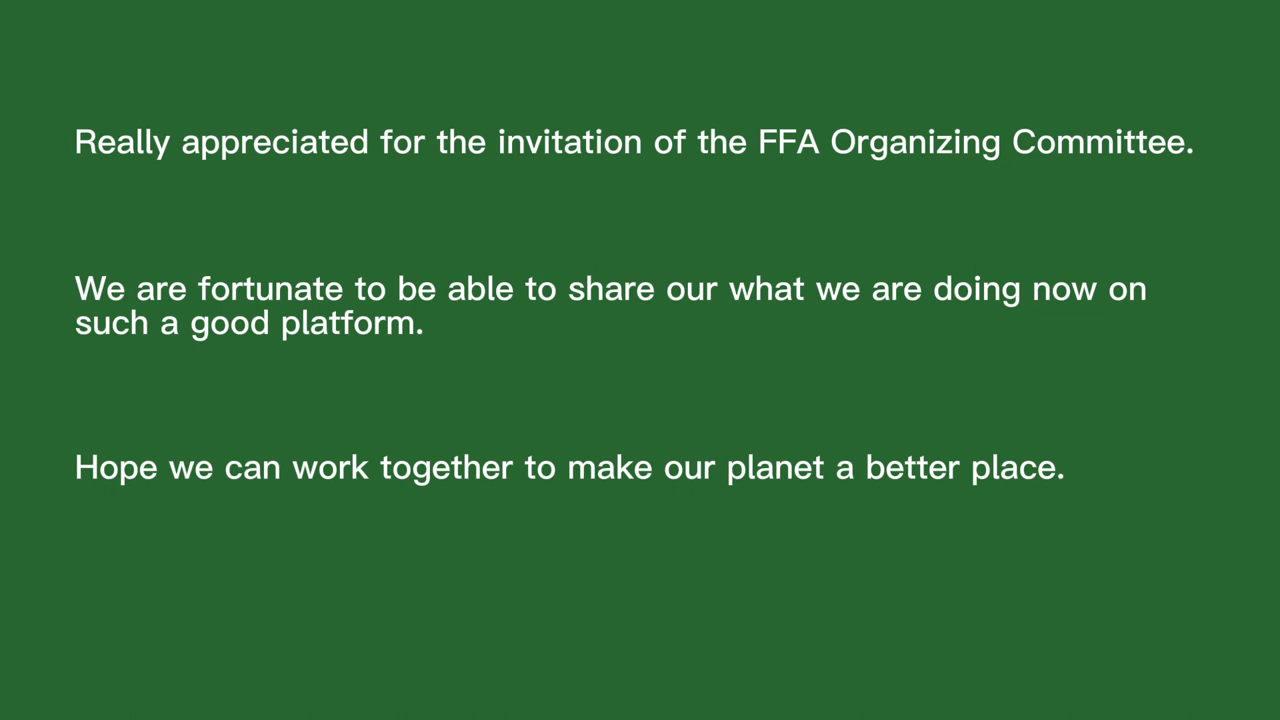 Really appreciated for the invitation of the FFA Organizing Committee.
We are fortunate to be able to share our what we are doing now on
such a good platform.
Hope we can work together to make our planet a better place.